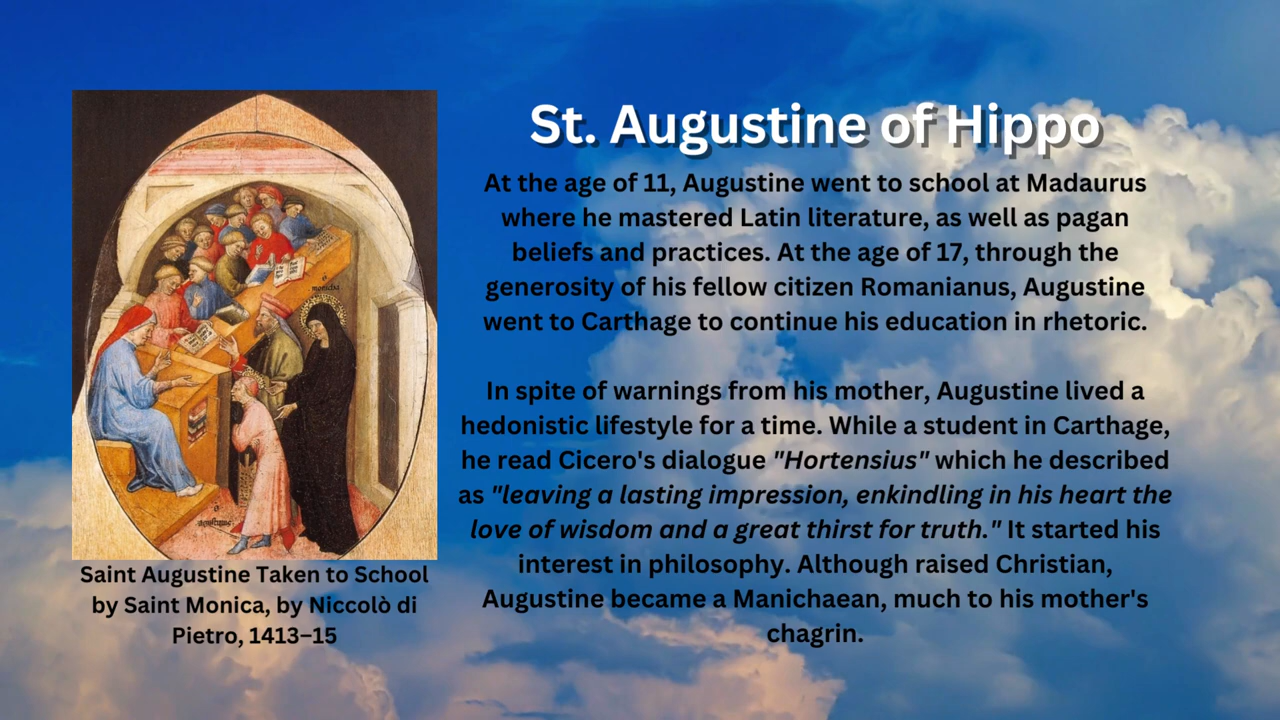 St. Augustine of Hippo
At the age of 11, Augustine went to school at Madaurus
where he mastered Latin literature, as well as pagan
beliefs and practices. At the age of 17, through the
generosity of his fellow citizen Romanianus, Augustine
went to Carthage to continue his education in rhetoric.
In spite of warnings from his mother, Augustine lived a
hedonistic lifestyle for a time. While a student in Carthage,
he read Cicero's dialogue "Hortensius" which he described
as "leaving a lasting impression, enkindling in his heart the
love of wisdom and a great thirst for truth." It started his
interest in philosophy. Although raised Christian,
Augustine became a Manichaean, much to his mother's
chagrin.
Saint Augustine Taken to School
by Saint Monica, by Niccolò di
Pietro, 1413–15